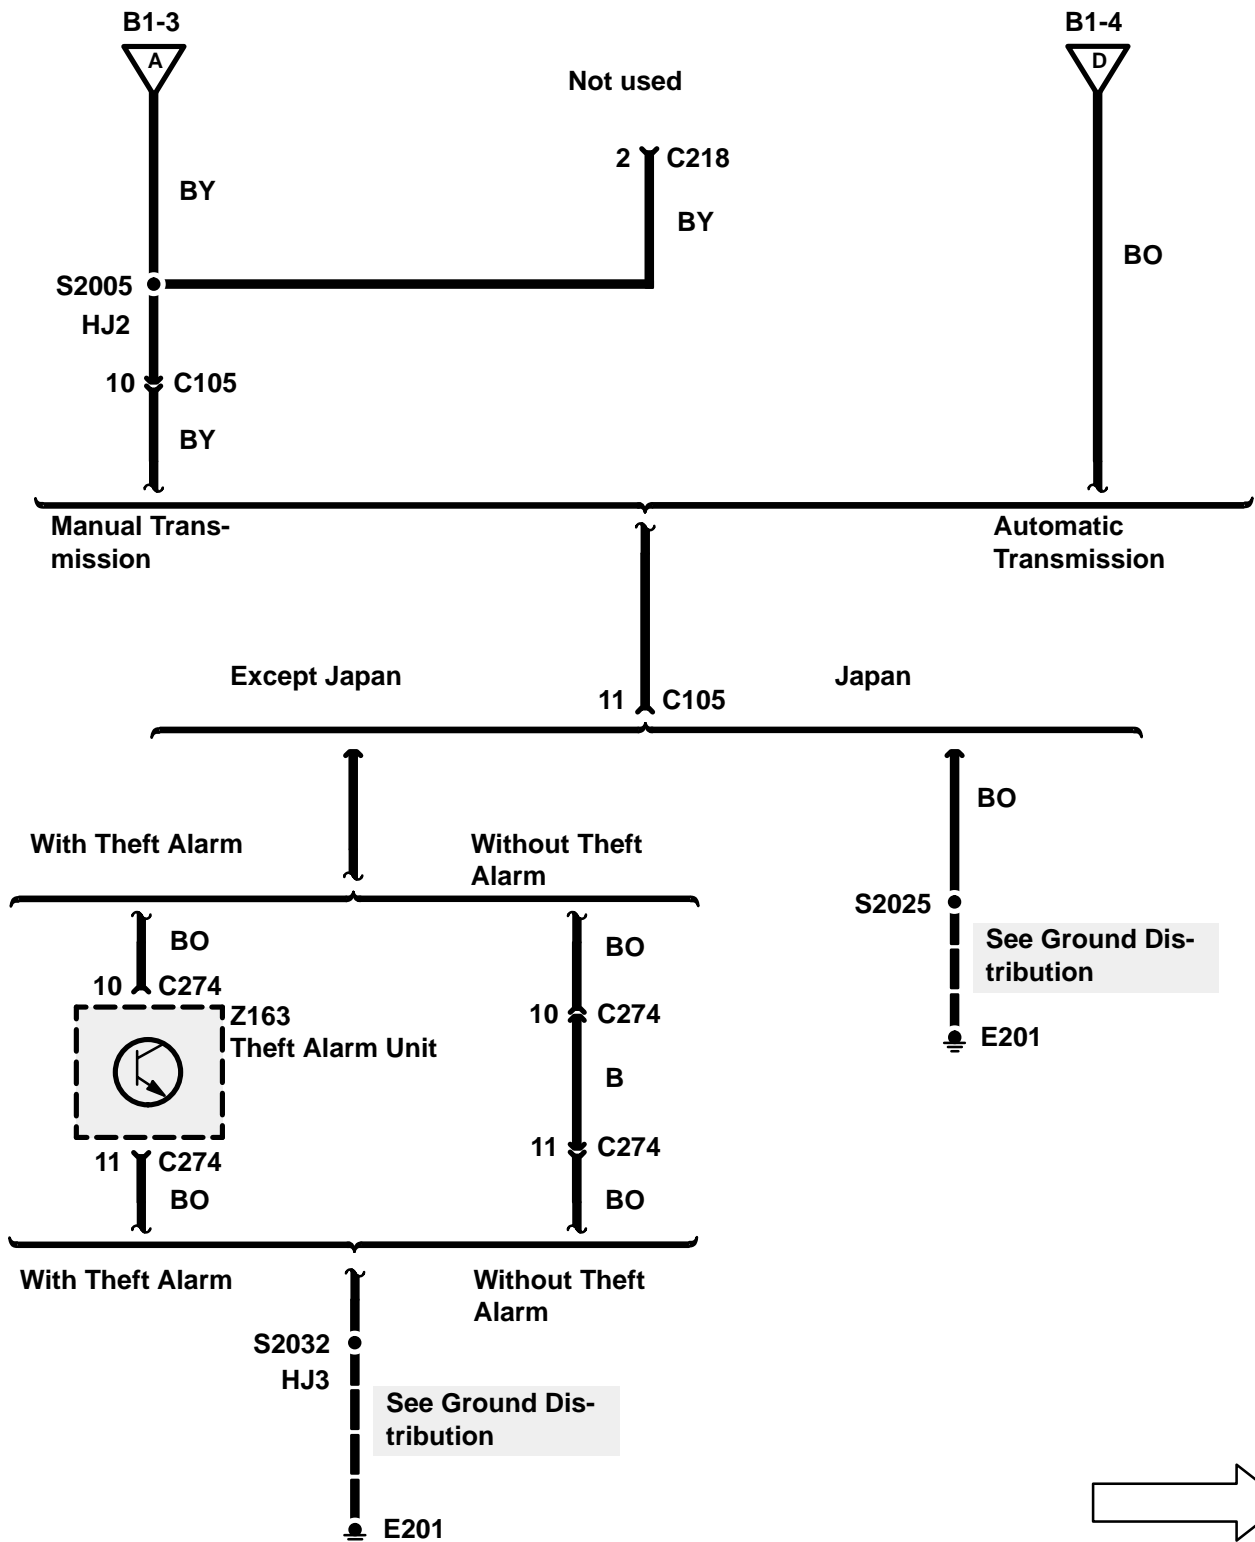 B1-3
B1-4
A
D
Not used
2 C218
BY
BY
BO
S2005
HJ2
10 C105
BY
Manual Trans-
mission
Automatic
Transmission
Except Japan
Japan
11 C105
BO
With Theft Alarm
Without Theft
Alarm
S2025
BO
BO
See Ground Dis-
tribution
10 C274
10 C274
Z163
Theft Alarm Unit
E201
B
11 C274
11 C274
BO
BO
With Theft Alarm
Without Theft
Alarm
S2032
HJ3
See Ground Dis-
tribution
E201